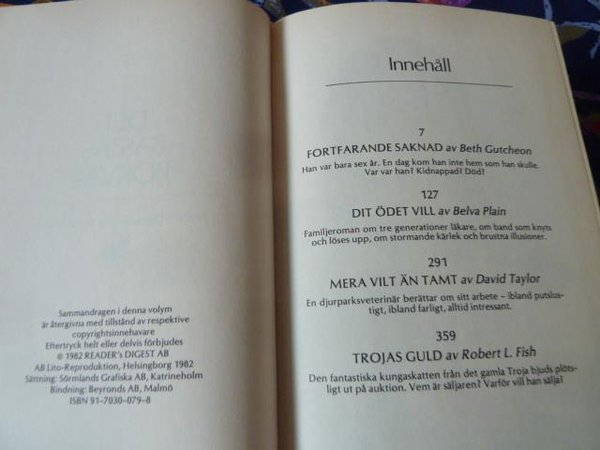 Sammandragen i denna volym
är återgivna med tillstånd av respektive
copyrightsinnehavare
Eftertryck helt eller delvis förbjudes
© 1982 READER'S DIGEST AB
AB Lito-Reproduktion, Helsingborg 1982
Sättning: Sörmlands Grafiska AB, Katrineholm
Bindning: Beyronds AB, Malmö
ISBN 91-7030-079-8
Innehåll
7
FORTFARANDE SAKNAD av Beth Gutcheon
Han var bara sex år. En dag kom han inte hem som han skulle.
Var var han? Kidnappad? Död?
127
DIT ÖDET VILL av Belva Plain
Familjeroman om tre generationer läkare, om band som knyts
och löses upp, om stormande kärlek och brustna illusioner.
291
MERA VILT ÄN TAMT av David Taylor
En djurparksveterinär berättar om sitt arbete – ibland putslus-
tigt, ibland farligt, alltid intressant.
359
TROJAS GULD av Robert L. Fish
Den fantastiska kungaskatten från det gamla Troja bjuds plöts-
ligt ut på auktion. Vem är säljaren? Varför vill han sälja?